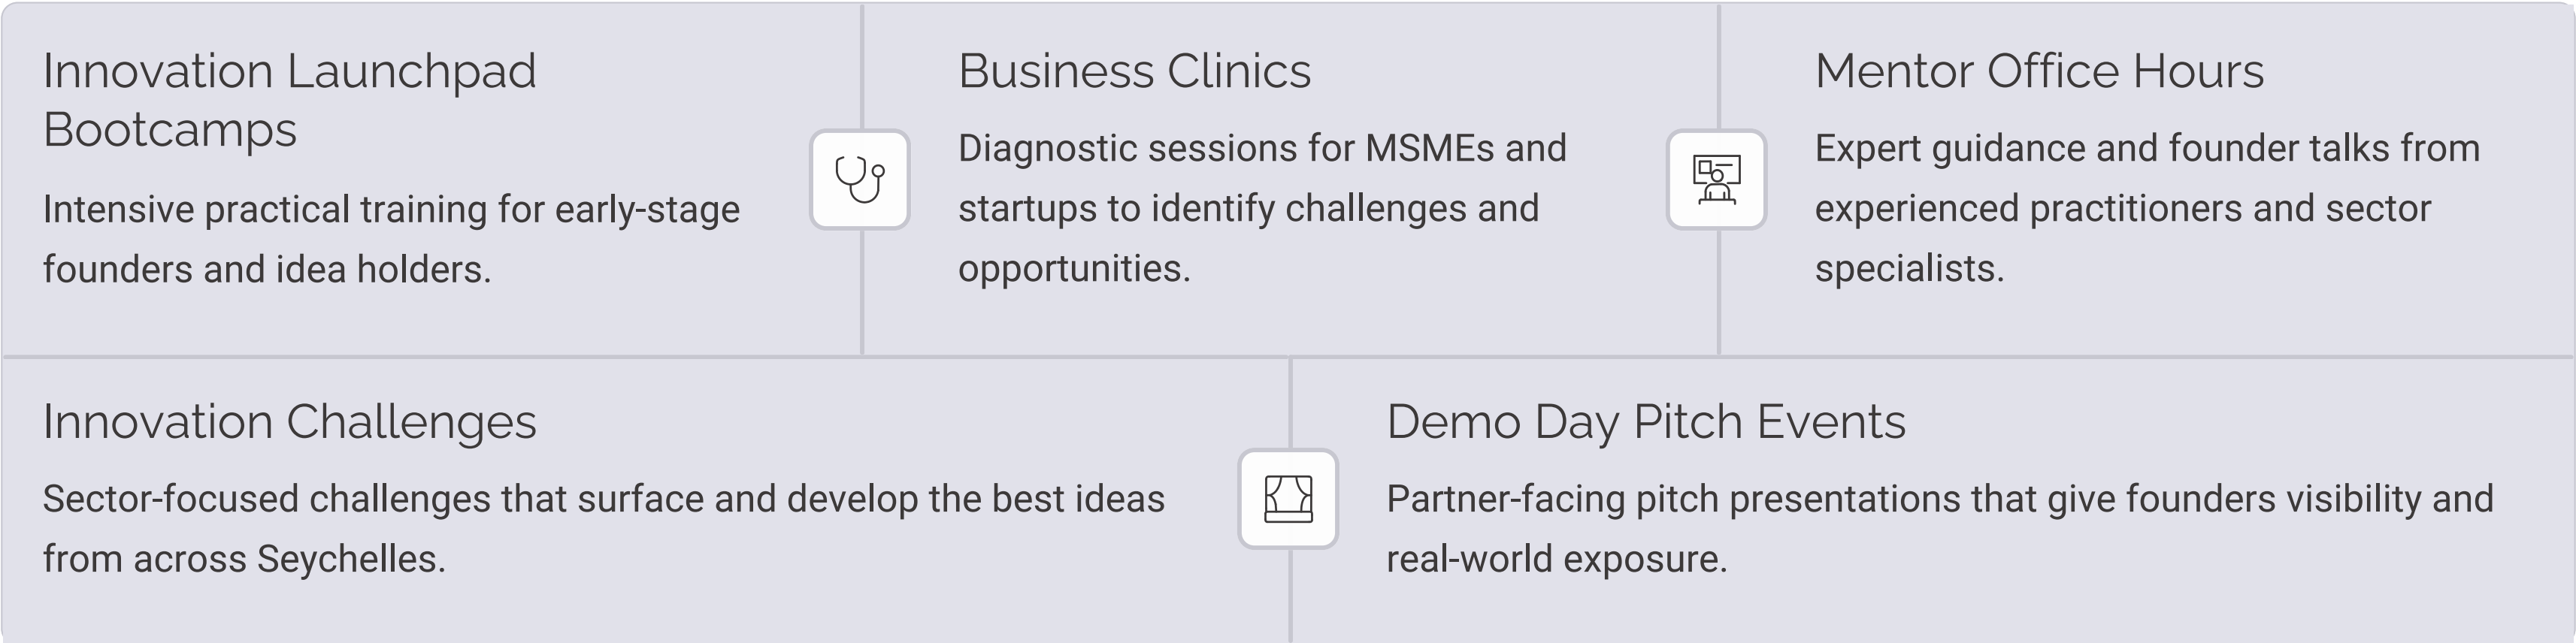 Innovation Launchpad
Bootcamps
Intensive practical training for early-stage
founders and idea holders.
Business Clinics
Diagnostic sessions for MSMEs and
startups to identify challenges and
opportunities.
Mentor Office Hours
Expert guidance and founder talks from
experienced practitioners and sector
specialists.
Innovation Challenges
Sector-focused challenges that surface and develop the best ideas
from across Seychelles.
Demo Day Pitch Events
Partner-facing pitch presentations that give founders visibility and
real-world exposure.